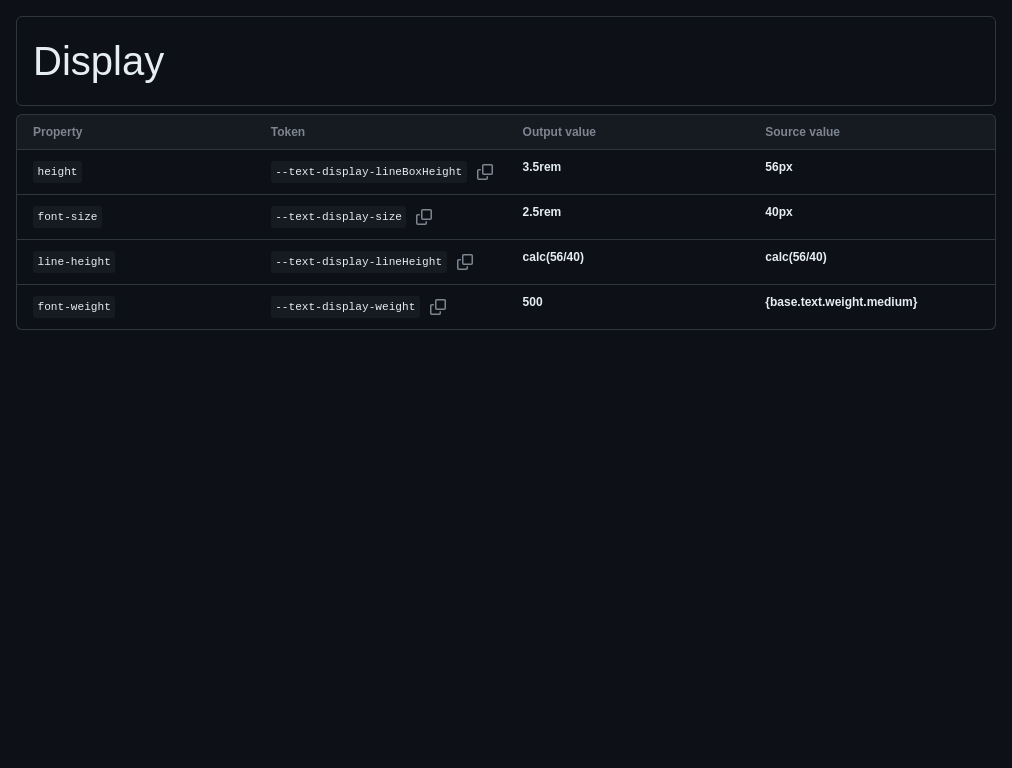 Display
Property Token Output value Source value
height --text-display-lineBoxHeight 3.5rem 56px
font-size --text-display-size 2.5rem 40px
line-height --text-display-lineHeight calc(56/40) calc(56/40)
font-weight --text-display-weight 500 {base.text.weight.medium}